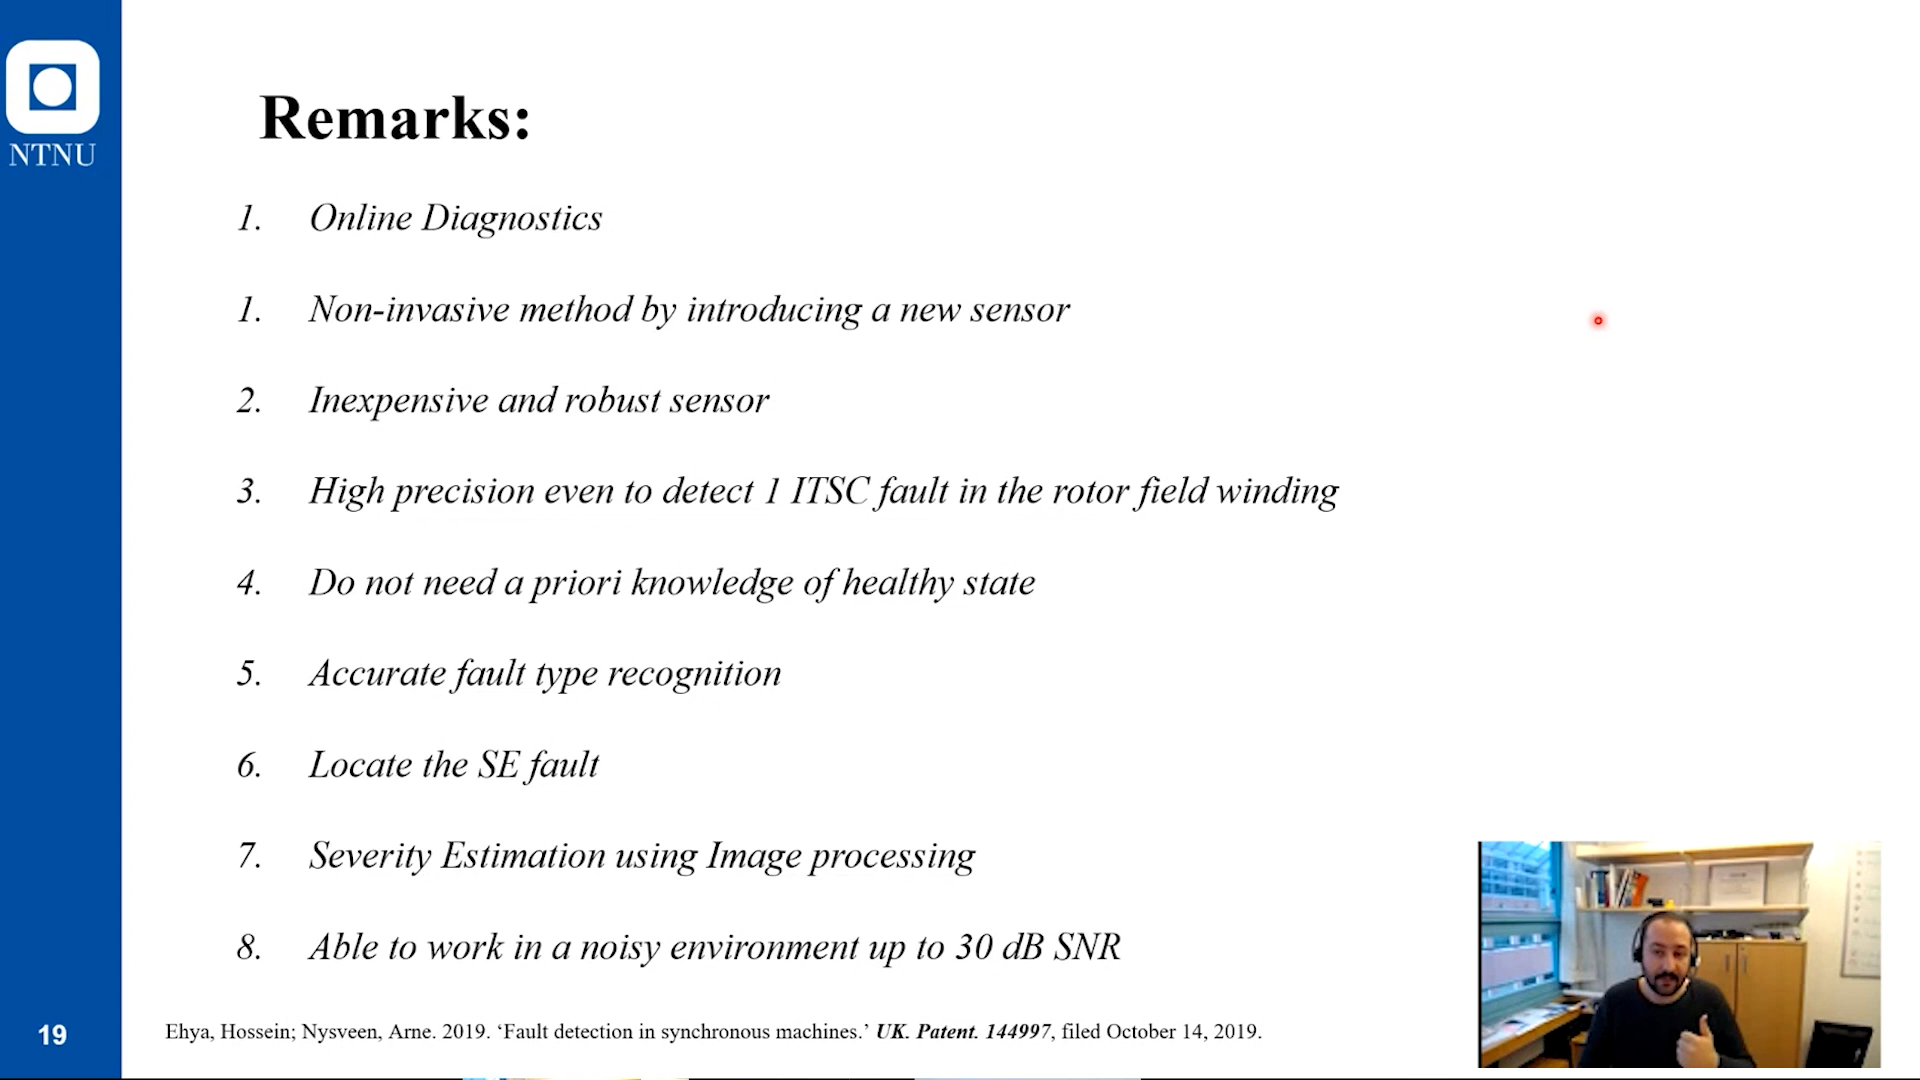 NTNU
Remarks:
1. Online Diagnostics
1. Non-invasive method by introducing a new sensor
2. Inexpensive and robust sensor
3. High precision even to detect 1 ITSC fault in the rotor field winding
4. Do not need a priori knowledge of healthy state
5. Accurate fault type recognition
6. Locate the SE fault
7. Severity Estimation using Image processing
8. Able to work in a noisy environment up to 30 dB SNR
19
Ehya, Hossein; Nysveen, Arne. 2019. ‘Fault detection in synchronous machines.’ UK. Patent. 144997, filed October 14, 2019.